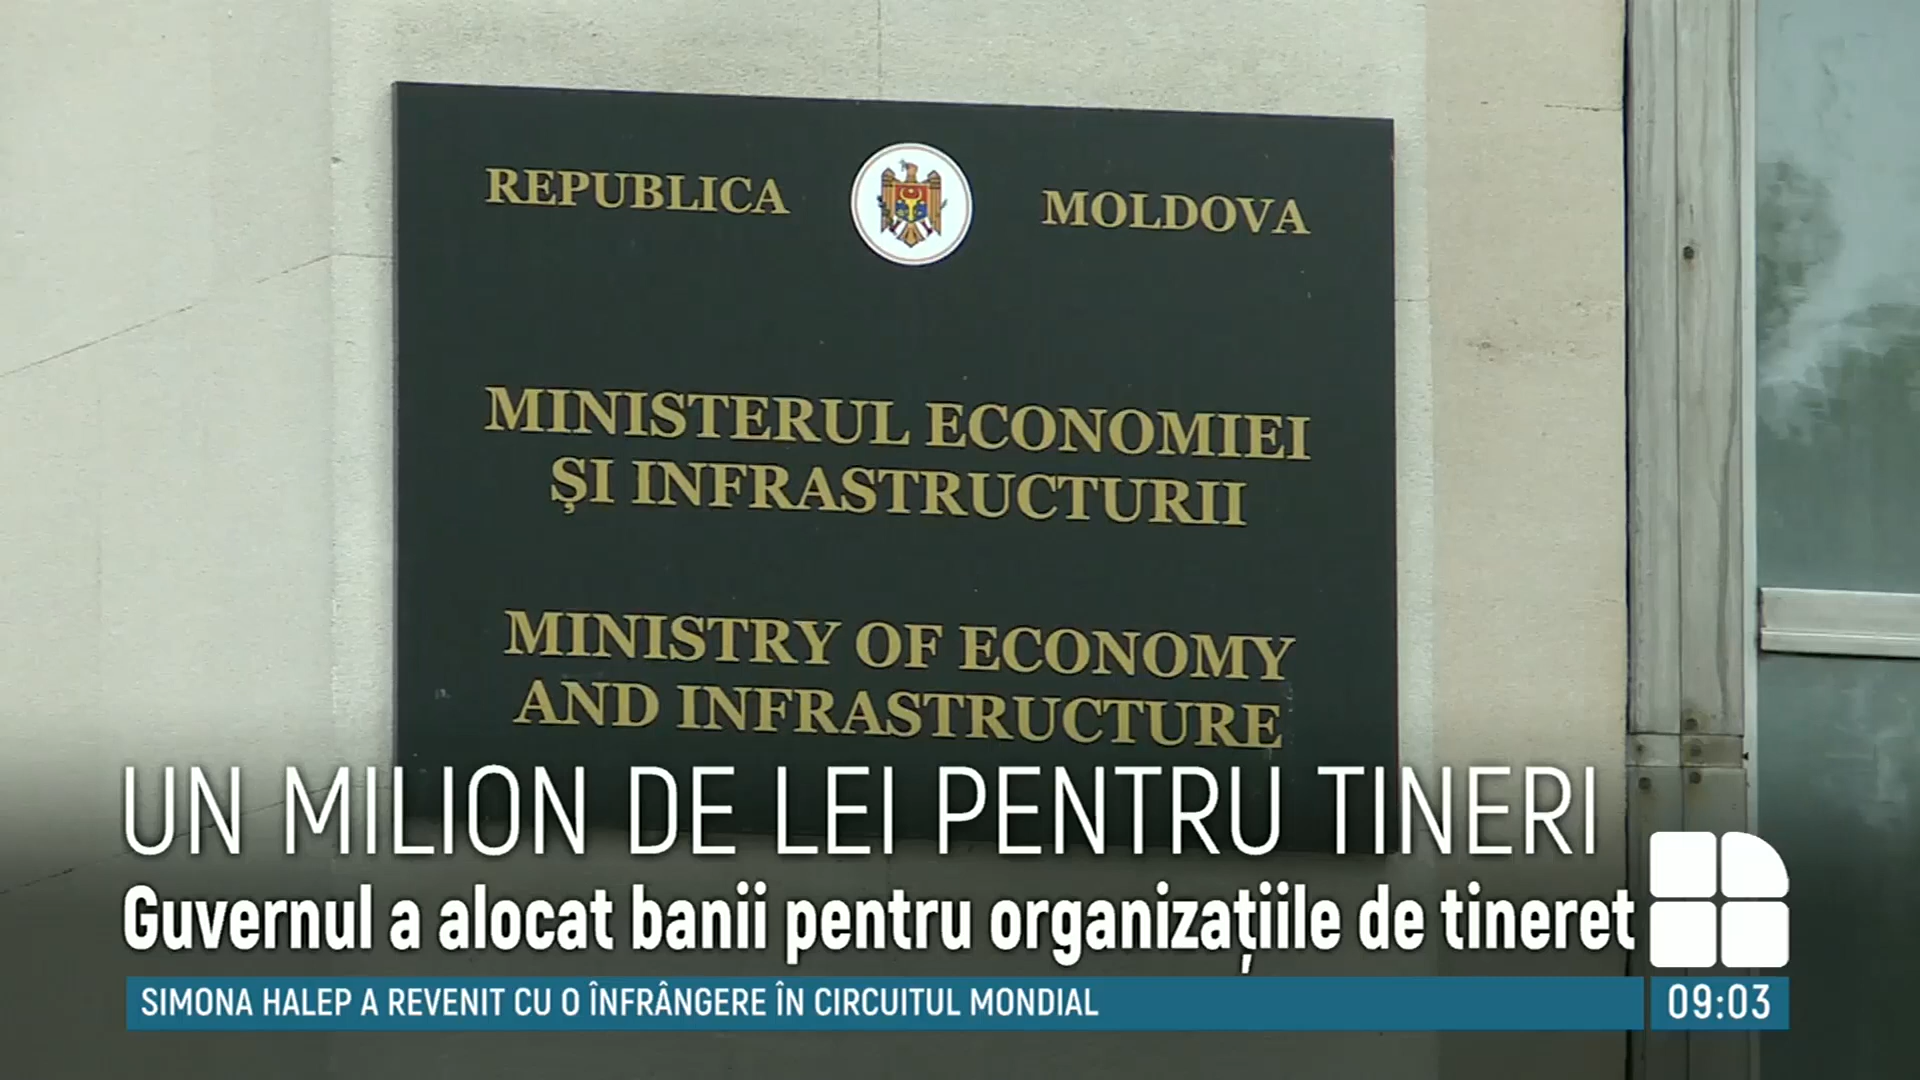 REPUBLICA MOLDOVA
MINISTERUL ECONOMIEI
ŞI INFRASTRUCTURII
MINISTRY OF ECONOMY
AND INFRASTRUCTURE
UN MILION DE LEI PENTRU TINERI
Guvernul a alocat banii pentru organizațiile de tineret
SIMONA HALEP A REVENIT CU O ÎNFRÂNGERE ÎN CIRCUITUL MONDIAL
09:03